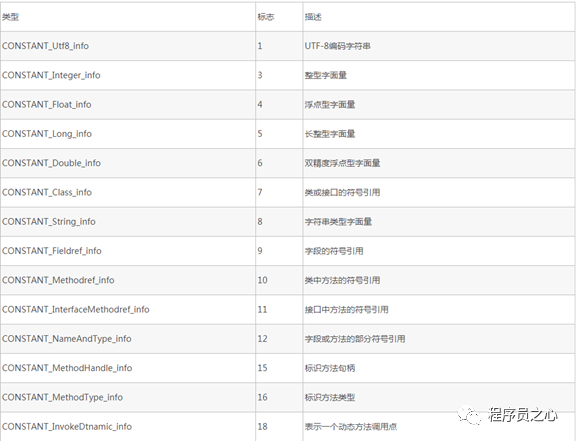 类型 标志 描述
CONSTANT_Utf8_info 1 UTF-8编码字符串
CONSTANT_Integer_info 3 整型字面量
CONSTANT_Float_info 4 浮点型字面量
CONSTANT_Long_info 5 长整型字面量
CONSTANT_Double_info 6 双精度浮点型字面量
CONSTANT_Class_info 7 类或接口的符号引用
CONSTANT_String_info 8 字符串类型字面量
CONSTANT_Fieldref_info 9 字段的符号引用
CONSTANT_Methodref_info 10 类中方法的符号引用
CONSTANT_InterfaceMethodref_info 11 接口中方法的符号引用
CONSTANT_NameAndType_info 12 字段或方法的部分符号引用
CONSTANT_MethodHandle_info 15 标识方法句柄
CONSTANT_MethodType_info 16 标识方法类型
CONSTANT_InvokeDtnamic_info 18 表示一个动态方法调用点
程序员之心